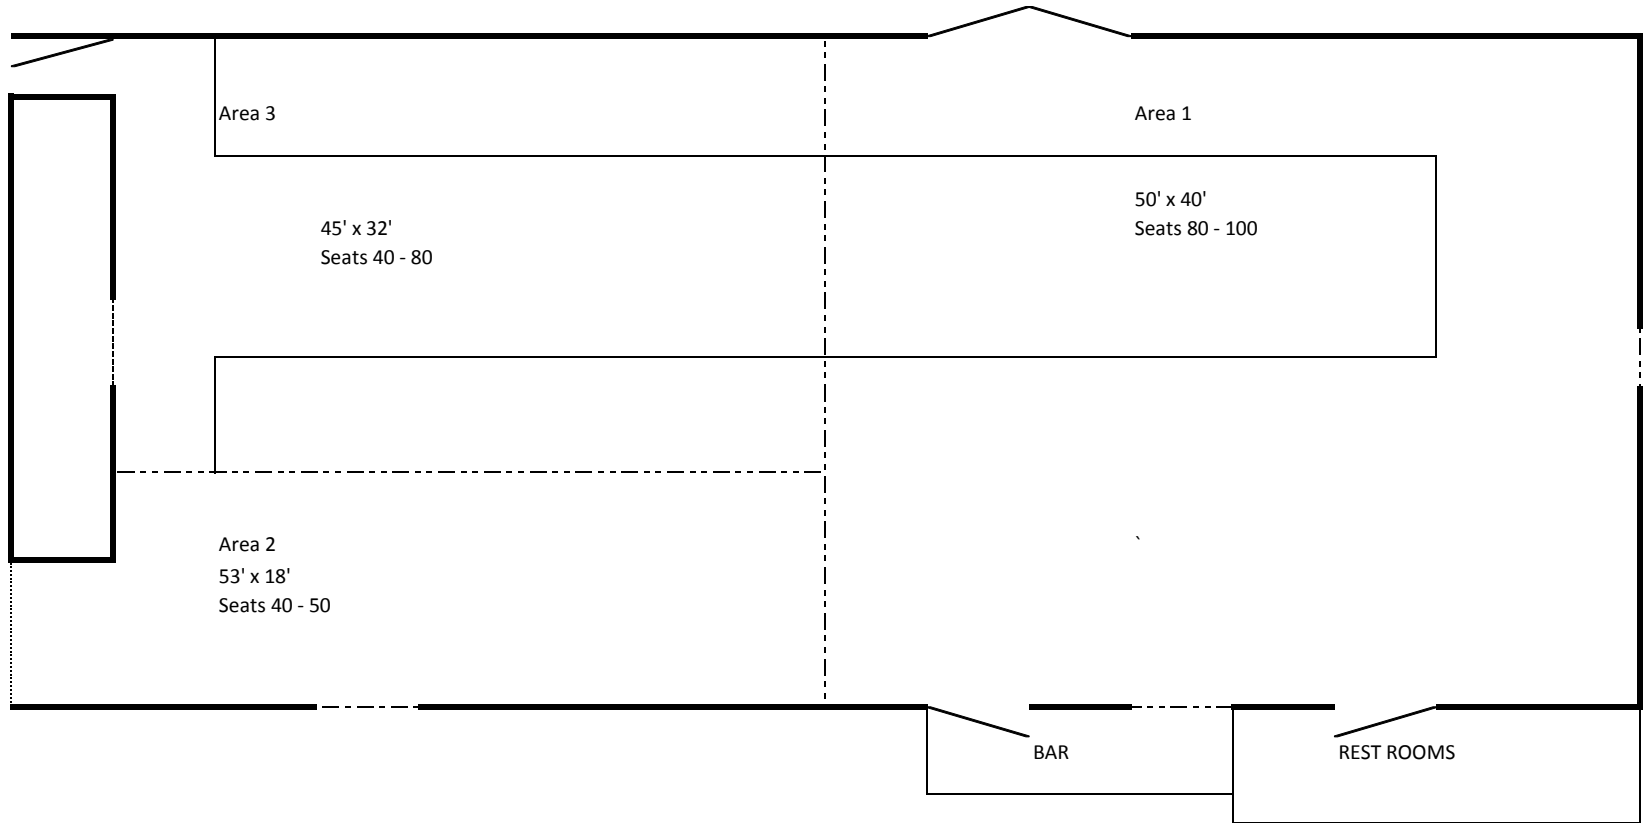 Area 3
Area 1
45' x 32'
Seats 40 - 80
50' x 40'
Seats 80 - 100
Area 2
53' x 18'
Seats 40 - 50
`
BAR
REST ROOMS